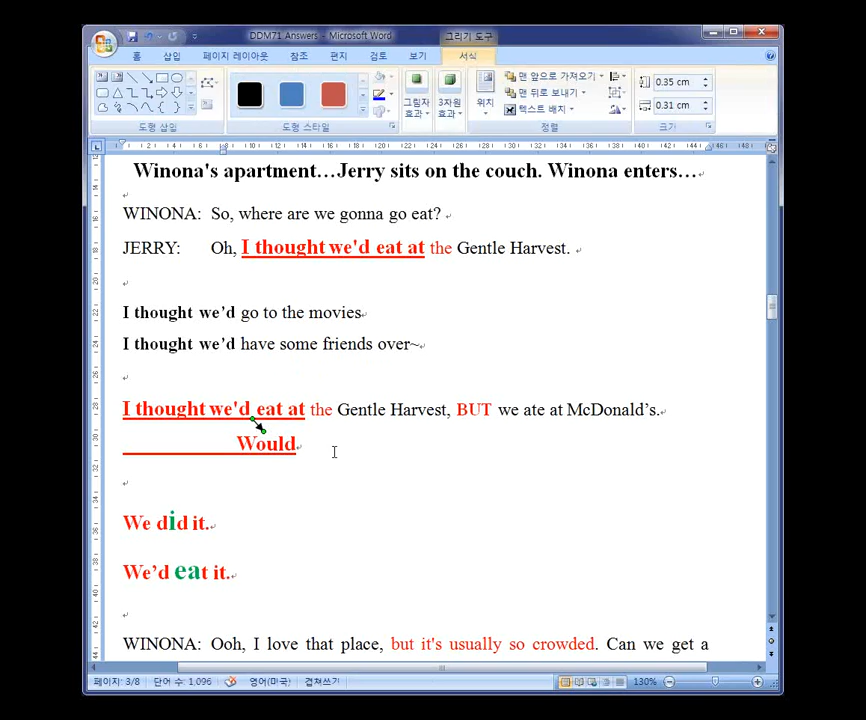 DDM71 Answers - Microsoft Word
그리기 도구
홈 삽입 페이지 레이아웃 참조 편지 검토 보기 서식
맨 앞으로 가져오기
0.35 cm
그림자 효과
3차원 효과
위치
맨 뒤로 보내기
텍스트 배치
0.31 cm
도형 삽입 도형 스타일 정렬 크기
Winona's apartment…Jerry sits on the couch. Winona enters…
WINONA: So, where are we gonna go eat?
JERRY: Oh, I thought we'd eat at the Gentle Harvest.
I thought we'd go to the movies
I thought we'd have some friends over~
I thought we'd eat at the Gentle Harvest, BUT we ate at McDonald's.
Would
We did it.
We'd eat it.
WINONA: Ooh, I love that place, but it's usually so crowded. Can we get a
페이지: 3/8 단어 수: 1,096 영어(미국) 겹쳐쓰기 130%